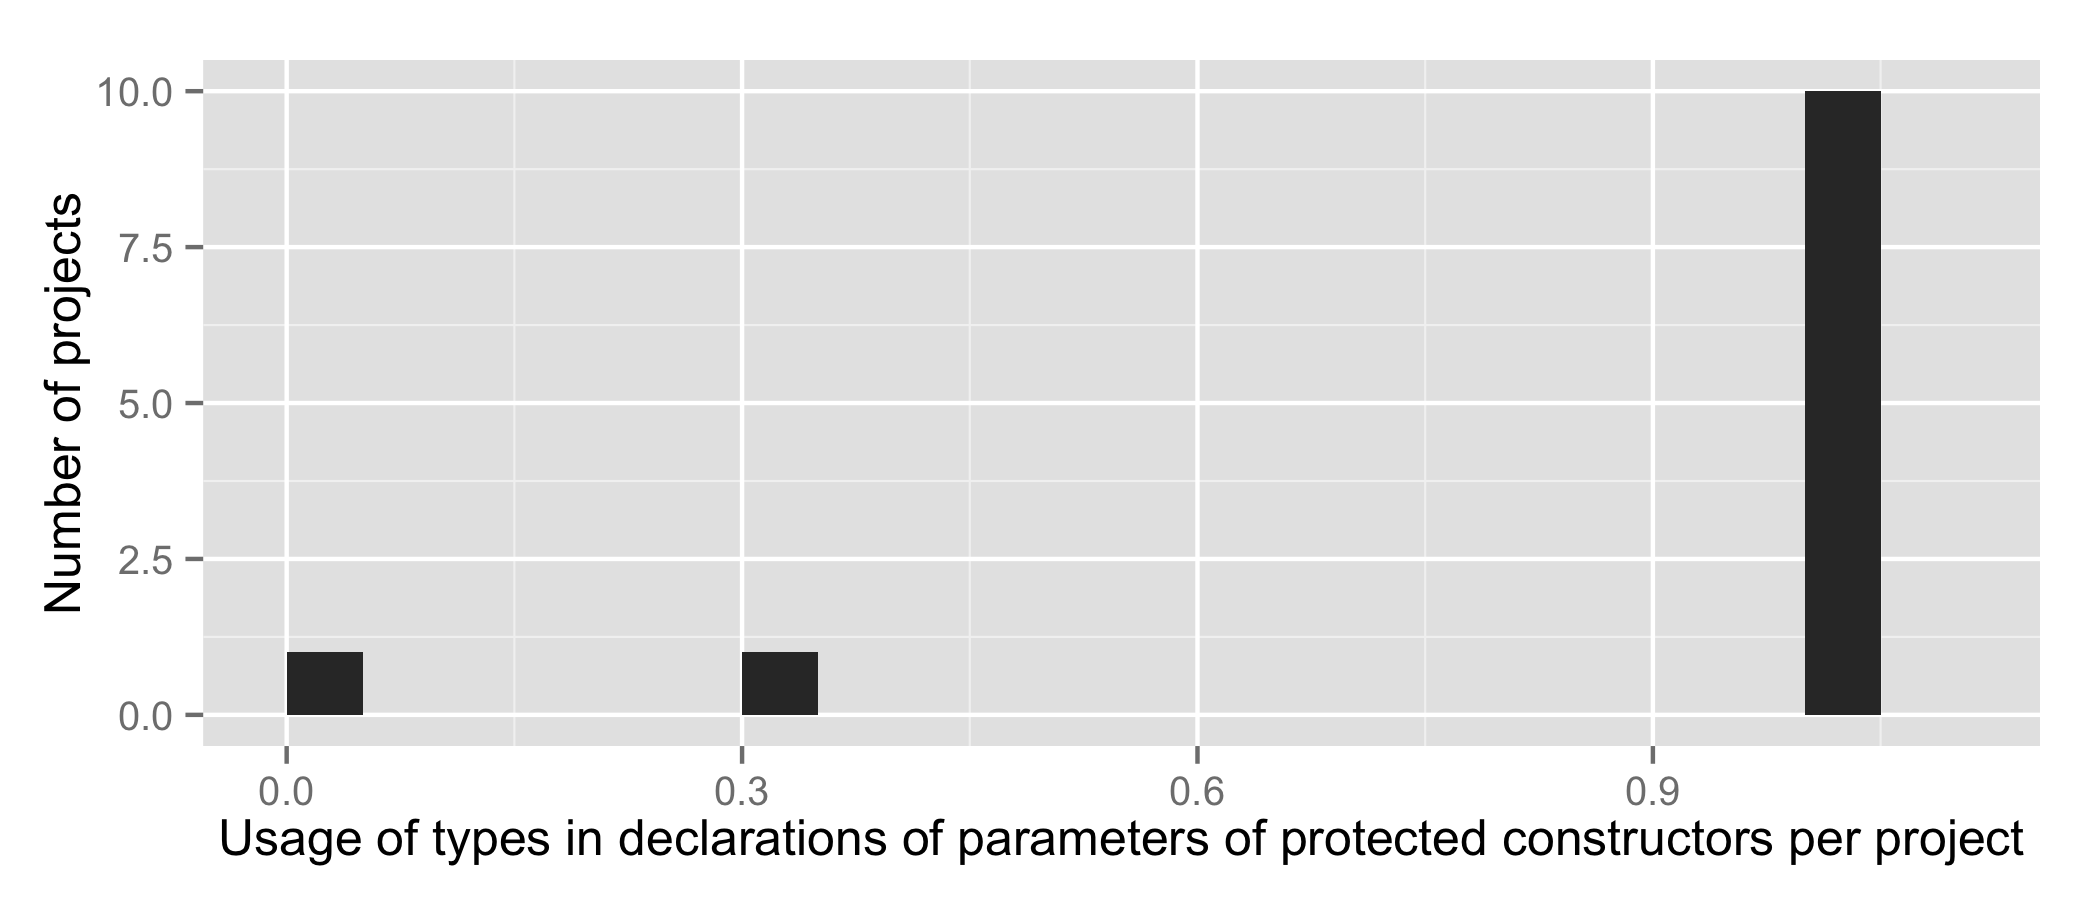 10.0
7.5
5.0
2.5
0.0
Number of projects
0.0 0.3 0.6 0.9
Usage of types in declarations of parameters of protected constructors per project